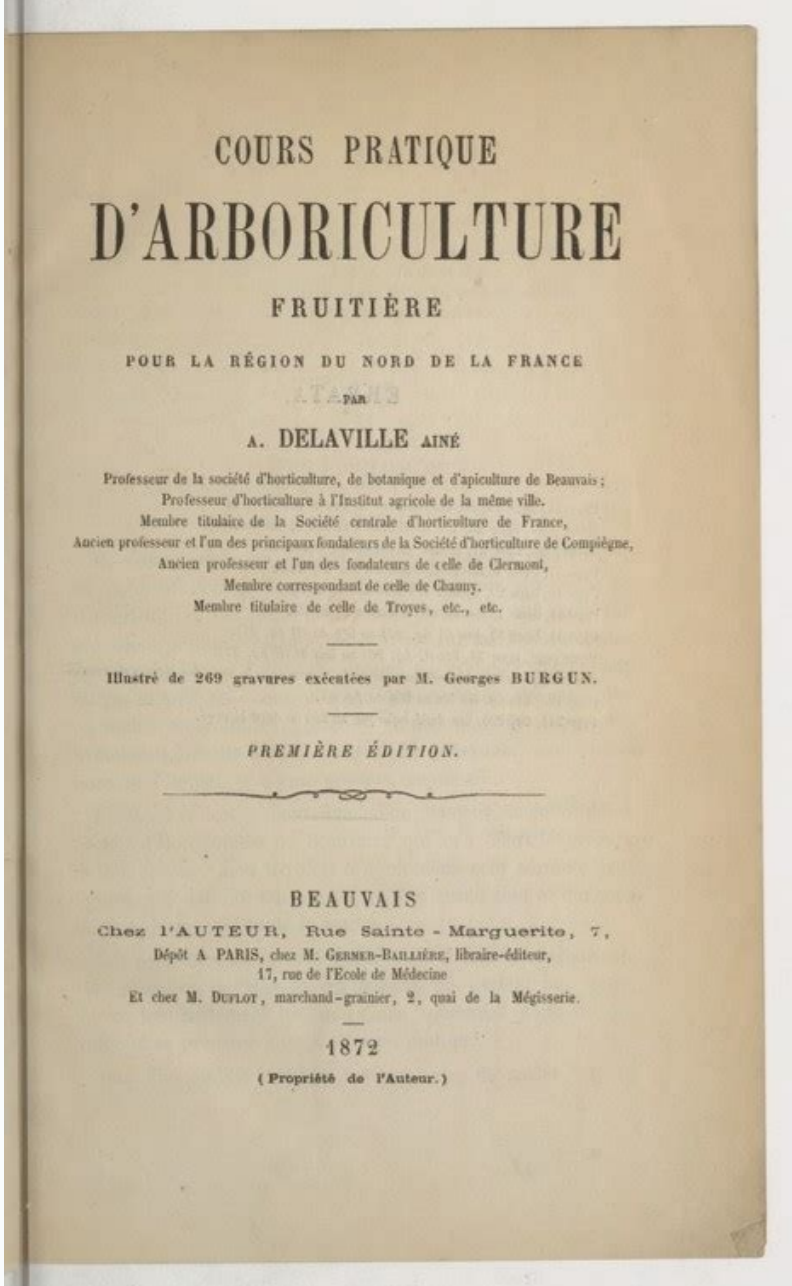 COURS PRATIQUE
D'ARBORICULTURE
FRUITIÈRE
POUR LA RÉGION DU NORD DE LA FRANCE
PAR
A. DELAVILLE AINÉ
Professeur de la société d'horticulture, de botanique et d'apiculture de Beauvais ;
Professeur d'horticulture à l'Institut agricole de la même ville.
Membre titulaire de la Société centrale d'horticulture de France,
Ancien professeur et l'un des principaux fondateurs de la Société d'horticulture de Compiègne,
Ancien professeur et l'un des fondateurs de celle de Clermont,
Membre correspondant de celle de Chauny.
Membre titulaire de celle de Troyes, etc., etc.
Illustré de 269 gravures exécutées par M. Georges BURGUN.
PREMIÈRE ÉDITION.
BEAUVAIS
Chez l'AUTEUR, Rue Sainte - Marguerite, 7,
Dépôt A PARIS, chez M. GERMER-BAILLIÈRE, libraire-éditeur,
17, rue de l'Ecole de Médecine
Et chez M. DUFLOT, marchand-grainier, 2, quai de la Mégisserie.
1872
( Propriété de l'Auteur. )